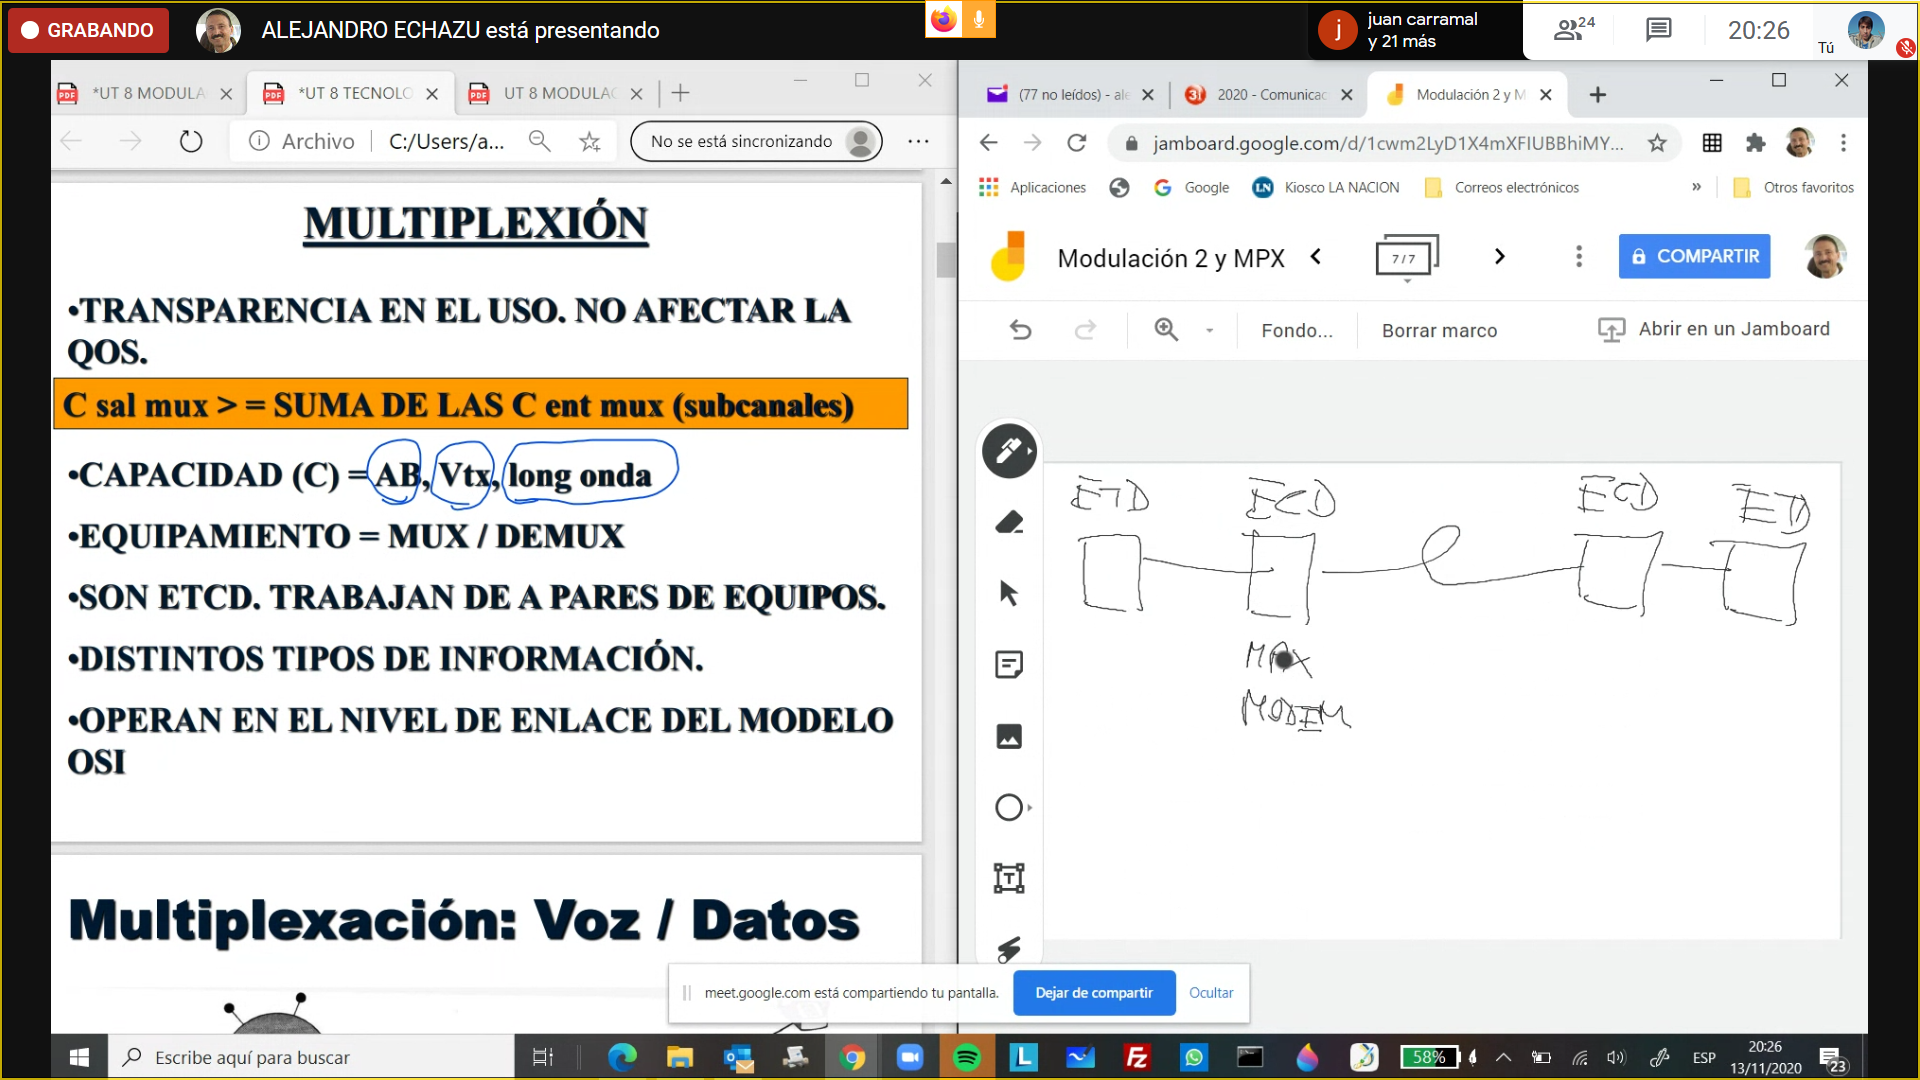 GRABANDO
ALEJANDRO ECHAZU está presentando
juan carramal
y 21 más
24
20:26
Tú
j
*UT 8 MODULA
*UT 8 TECNOLO
UT 8 MODULAC
Archivo
C:/Users/a...
No se está sincronizando
MULTIPLEXIÓN
•TRANSPARENCIA EN EL USO. NO AFECTAR LA
QOS.
C sal mux > = SUMA DE LAS C ent mux (subcanales)
•CAPACIDAD (C) = AB, Vtx, long onda
•EQUIPAMIENTO = MUX / DEMUX
•SON ETCD. TRABAJAN DE A PARES DE EQUIPOS.
•DISTINTOS TIPOS DE INFORMACIÓN.
•OPERAN EN EL NIVEL DE ENLACE DEL MODELO
OSI
Multiplexación: Voz / Datos
(77 no leídos) - ale
2020 - Comunicac
Modulación 2 y M
jamboard.google.com/d/1cwm2LyD1X4mXFIUBBhiMY...
Aplicaciones
Google
LN
Kiosco LA NACION
Correos electrónicos
»
Otros favoritos
Modulación 2 y MPX
7 / 7
COMPARTIR
Fondo...
Borrar marco
Abrir en un Jamboard
ETD
ECD
ECD
ETD
MPX
MODEM
meet.google.com está compartiendo tu pantalla.
Dejar de compartir
Ocultar
Escribe aquí para buscar
58%
ESP
20:26
13/11/2020
23